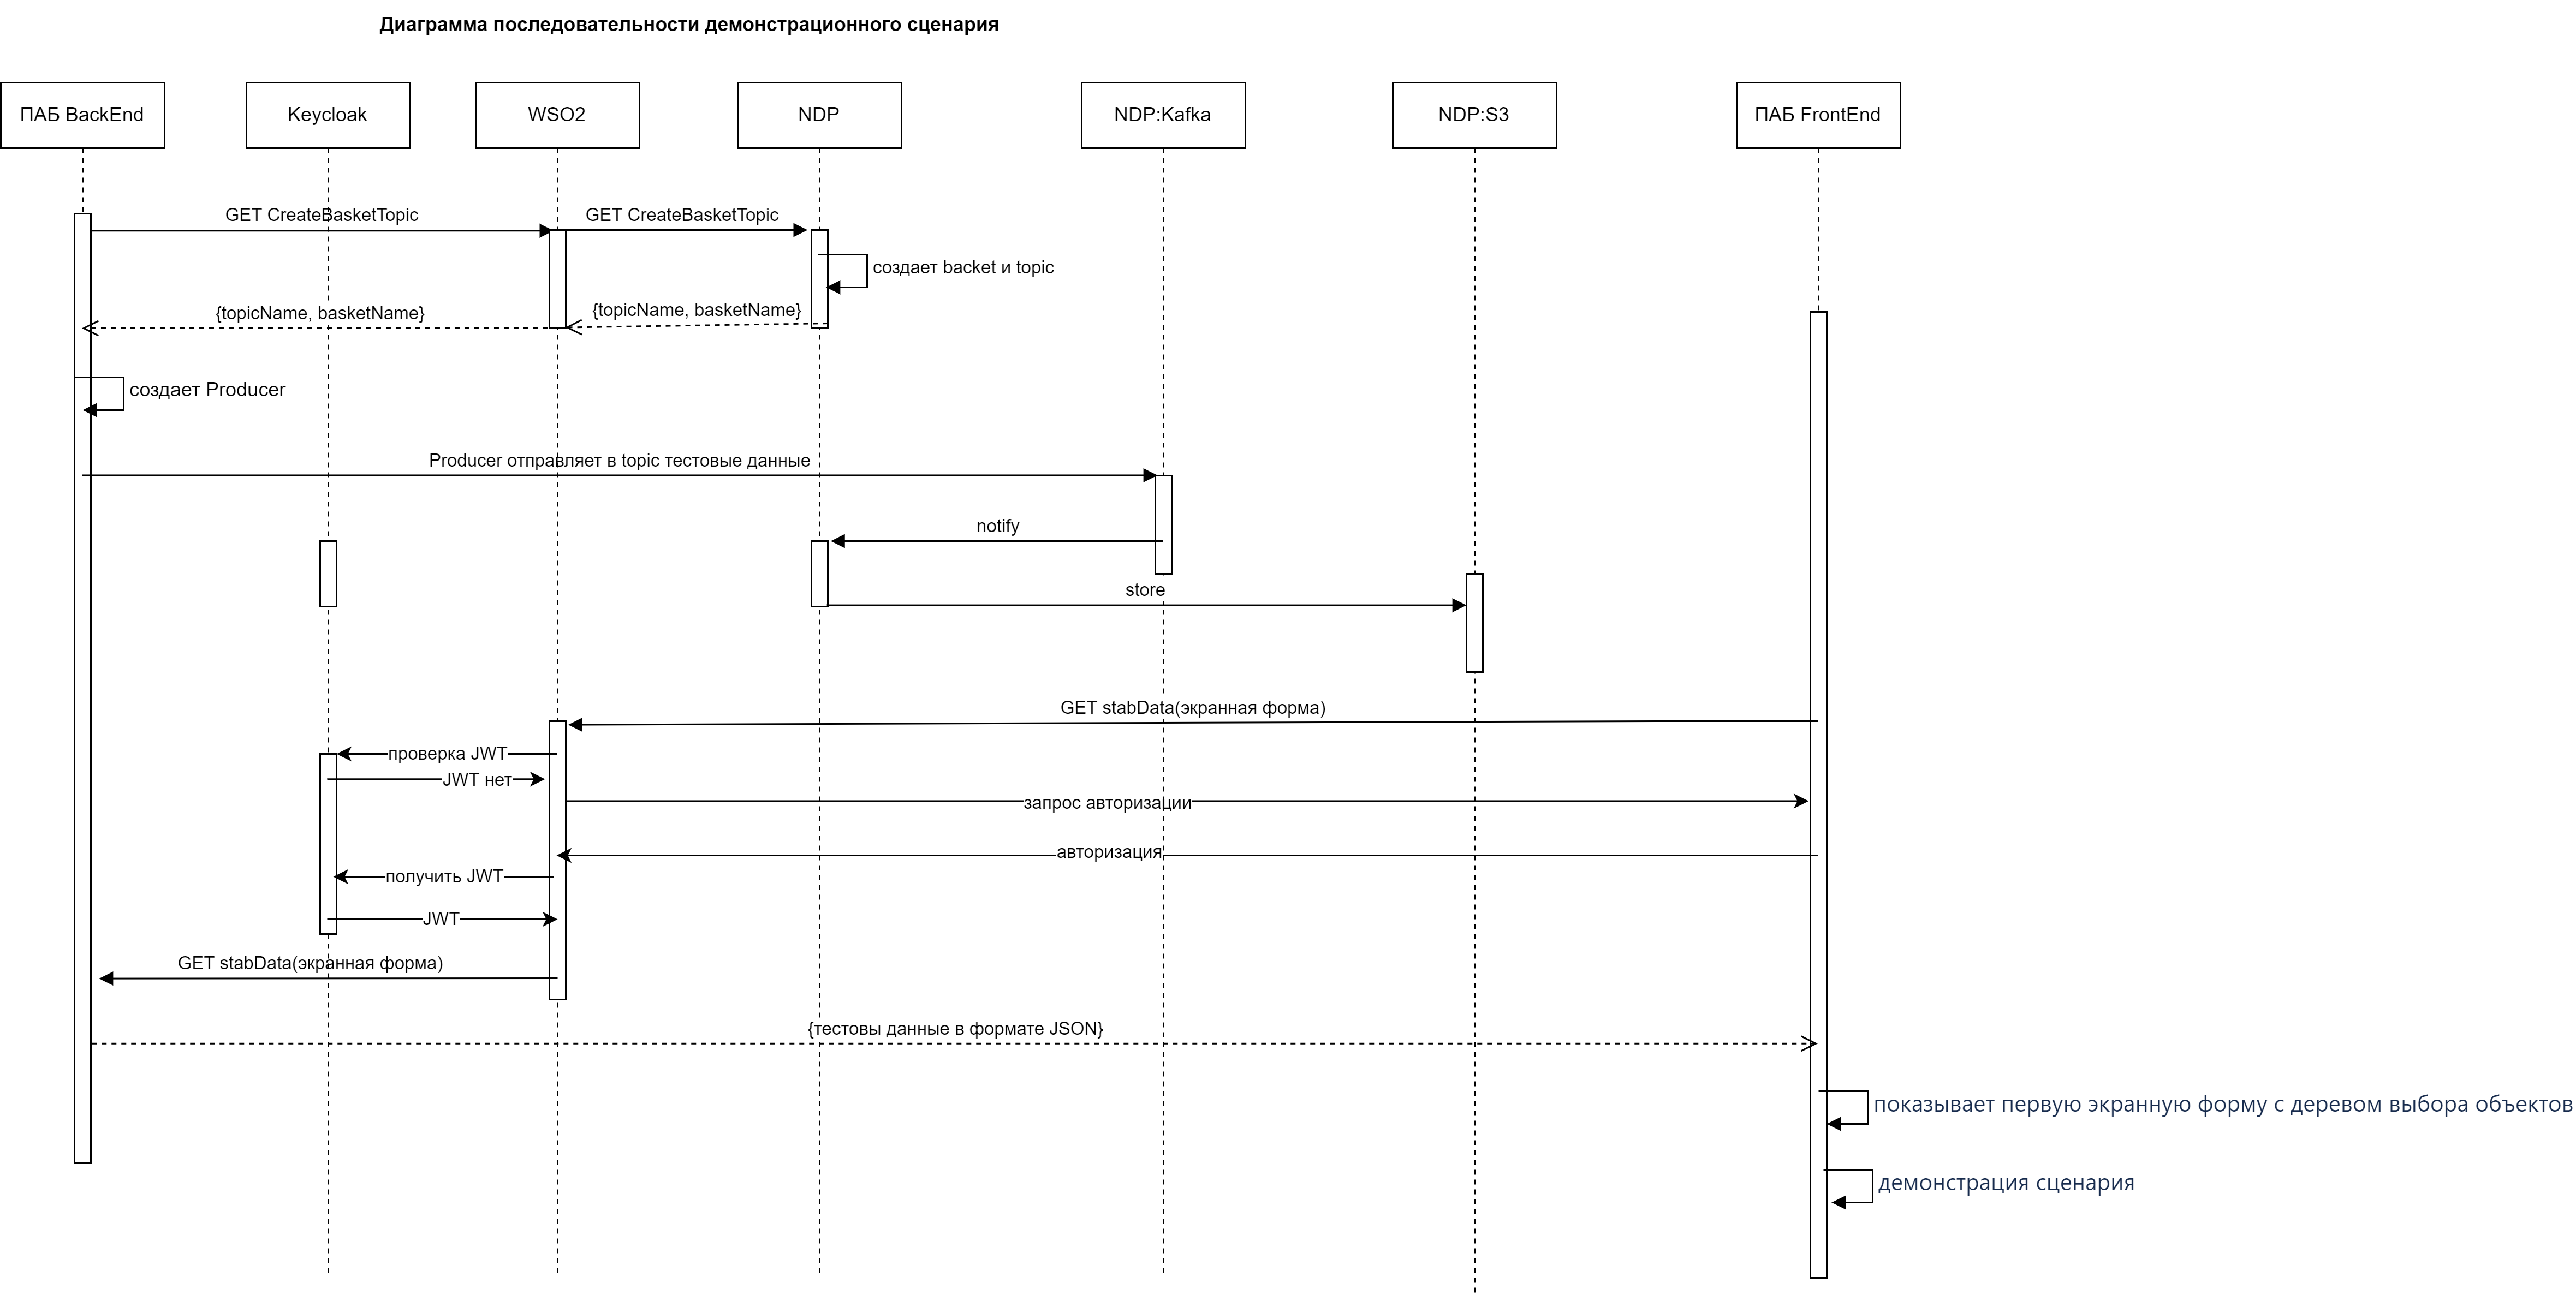 Диаграмма последовательности демонстрационного сценария
ПАБ BackEnd
Keycloak
WSO2
NDP
NDP:Kafka
NDP:S3
ПАБ FrontEnd
GET CreateBasketTopic
GET CreateBasketTopic
создает backet и topic
{topicName, basketName}
{topicName, basketName}
создает Producer
Producer отправляет в topic тестовые данные
notify
store
GET stabData(экранная форма)
проверка JWT
JWT нет
запрос авторизации
авторизация
получить JWT
JWT
GET stabData(экранная форма)
{тестовы данные в формате JSON}
показывает первую экранную форму с деревом выбора объектов
демонстрация сценария